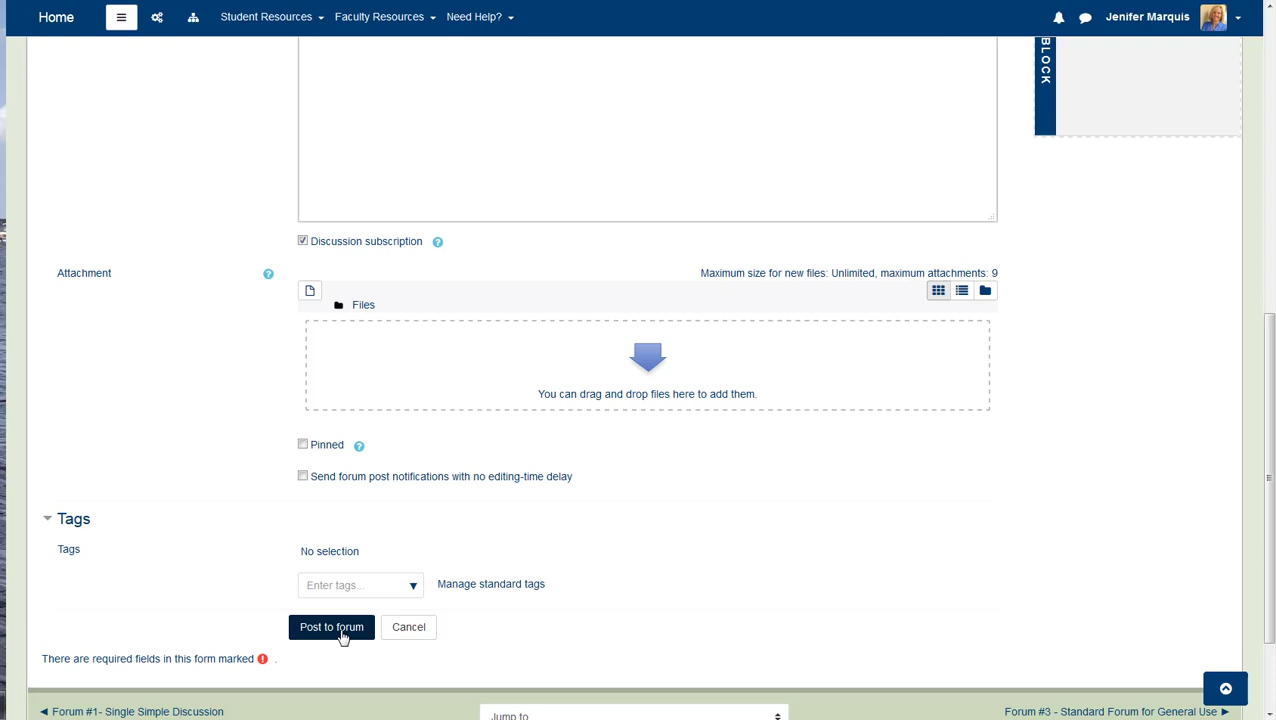 Home Student Resources Faculty Resources Need Help? Jenifer Marquis
BLOCK
Discussion subscription ?
Attachment ? Maximum size for new files: Unlimited, maximum attachments: 9
Files
You can drag and drop files here to add them.
Pinned ?
Send forum post notifications with no editing-time delay
Tags
Tags No selection
Enter tags... Manage standard tags
Post to forum Cancel
There are required fields in this form marked ! .
◄ Forum #1- Single Simple Discussion Jump to Forum #3 - Standard Forum for General Use ►